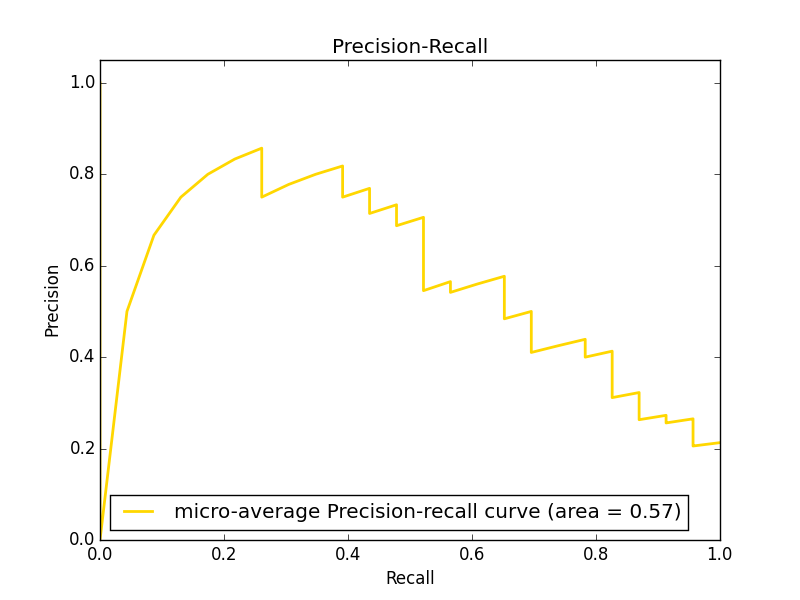 Precision-Recall
1.0
0.8
0.6
0.4
0.2
0.0
Precision
micro-average Precision-recall curve (area = 0.57)
0.0 0.2 0.4 0.6 0.8 1.0
Recall